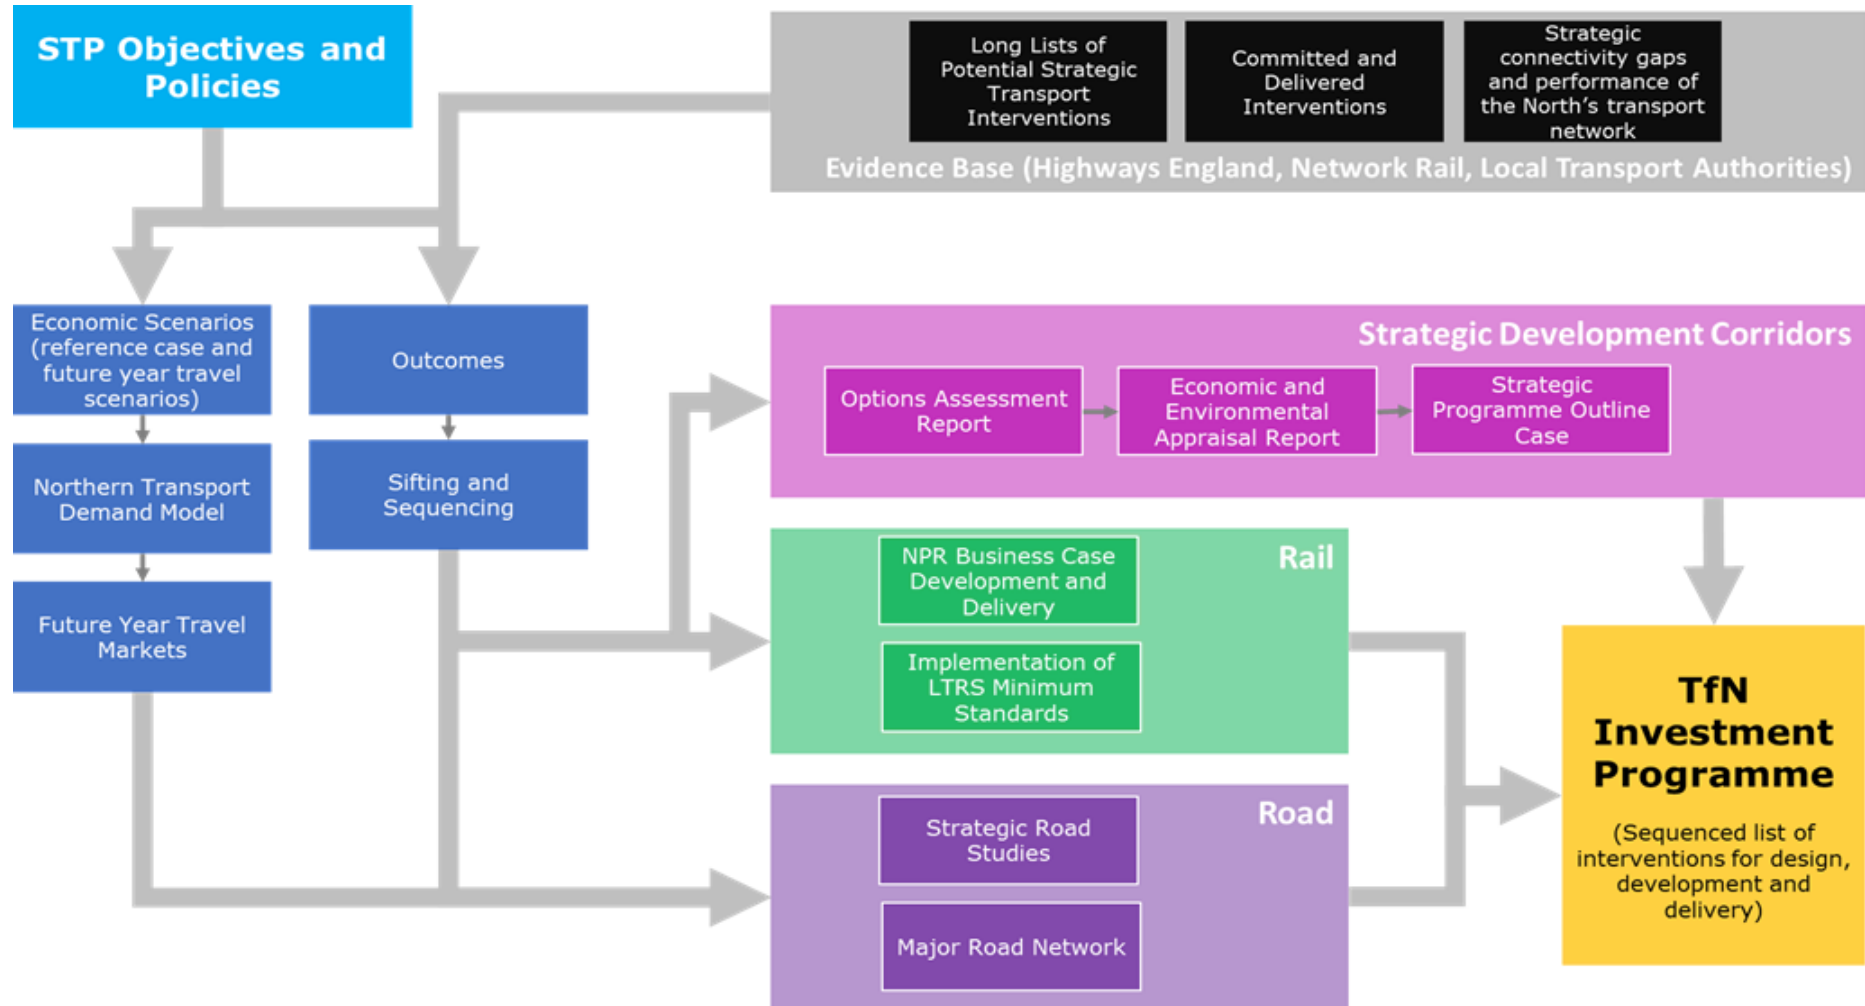 STP Objectives and
Policies
Long Lists of
Potential Strategic
Transport
Interventions
Committed and
Delivered
Interventions
Strategic
connectivity gaps
and performance of
the North's transport
network
Evidence Base (Highways England, Network Rail, Local Transport Authorities)
Economic Scenarios
(reference case and
future year travel
scenarios)
Northern Transport
Demand Model
Future Year Travel
Markets
Outcomes
Sifting and
Sequencing
Strategic Development Corridors
Options Assessment
Report
Economic and
Environmental
Appraisal Report
Strategic
Programme Outline
Case
Rail
NPR Business Case
Development and
Delivery
Implementation of
LTRS Minimum
Standards
Road
Strategic Road
Studies
Major Road Network
TfN
Investment
Programme
(Sequenced list of
interventions for design,
development and
delivery)